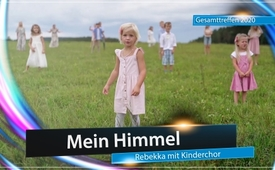 Gesamttreffen 2020
Mein Himmel
Rebekka mit Kinderchor